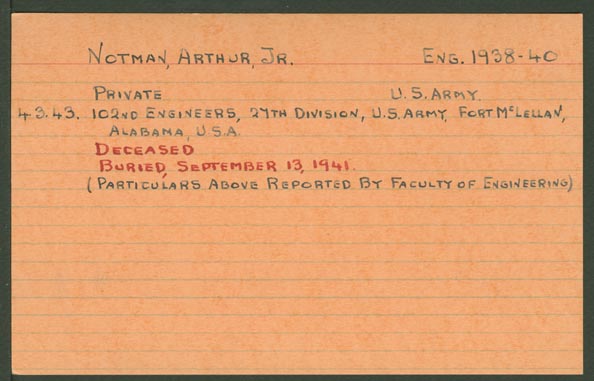 NOTMAN, ARTHUR, JR. ENG. 1938-40
PRIVATE U.S. ARMY.
4.3.43. 102ND ENGINEERS, 27TH DIVISION, U.S. ARMY, FORT McLELLAN,
ALABAMA, U.S.A.
DECEASED
BURIED, SEPTEMBER 13, 1941.
(PARTICULARS ABOVE REPORTED BY FACULTY OF ENGINEERING)